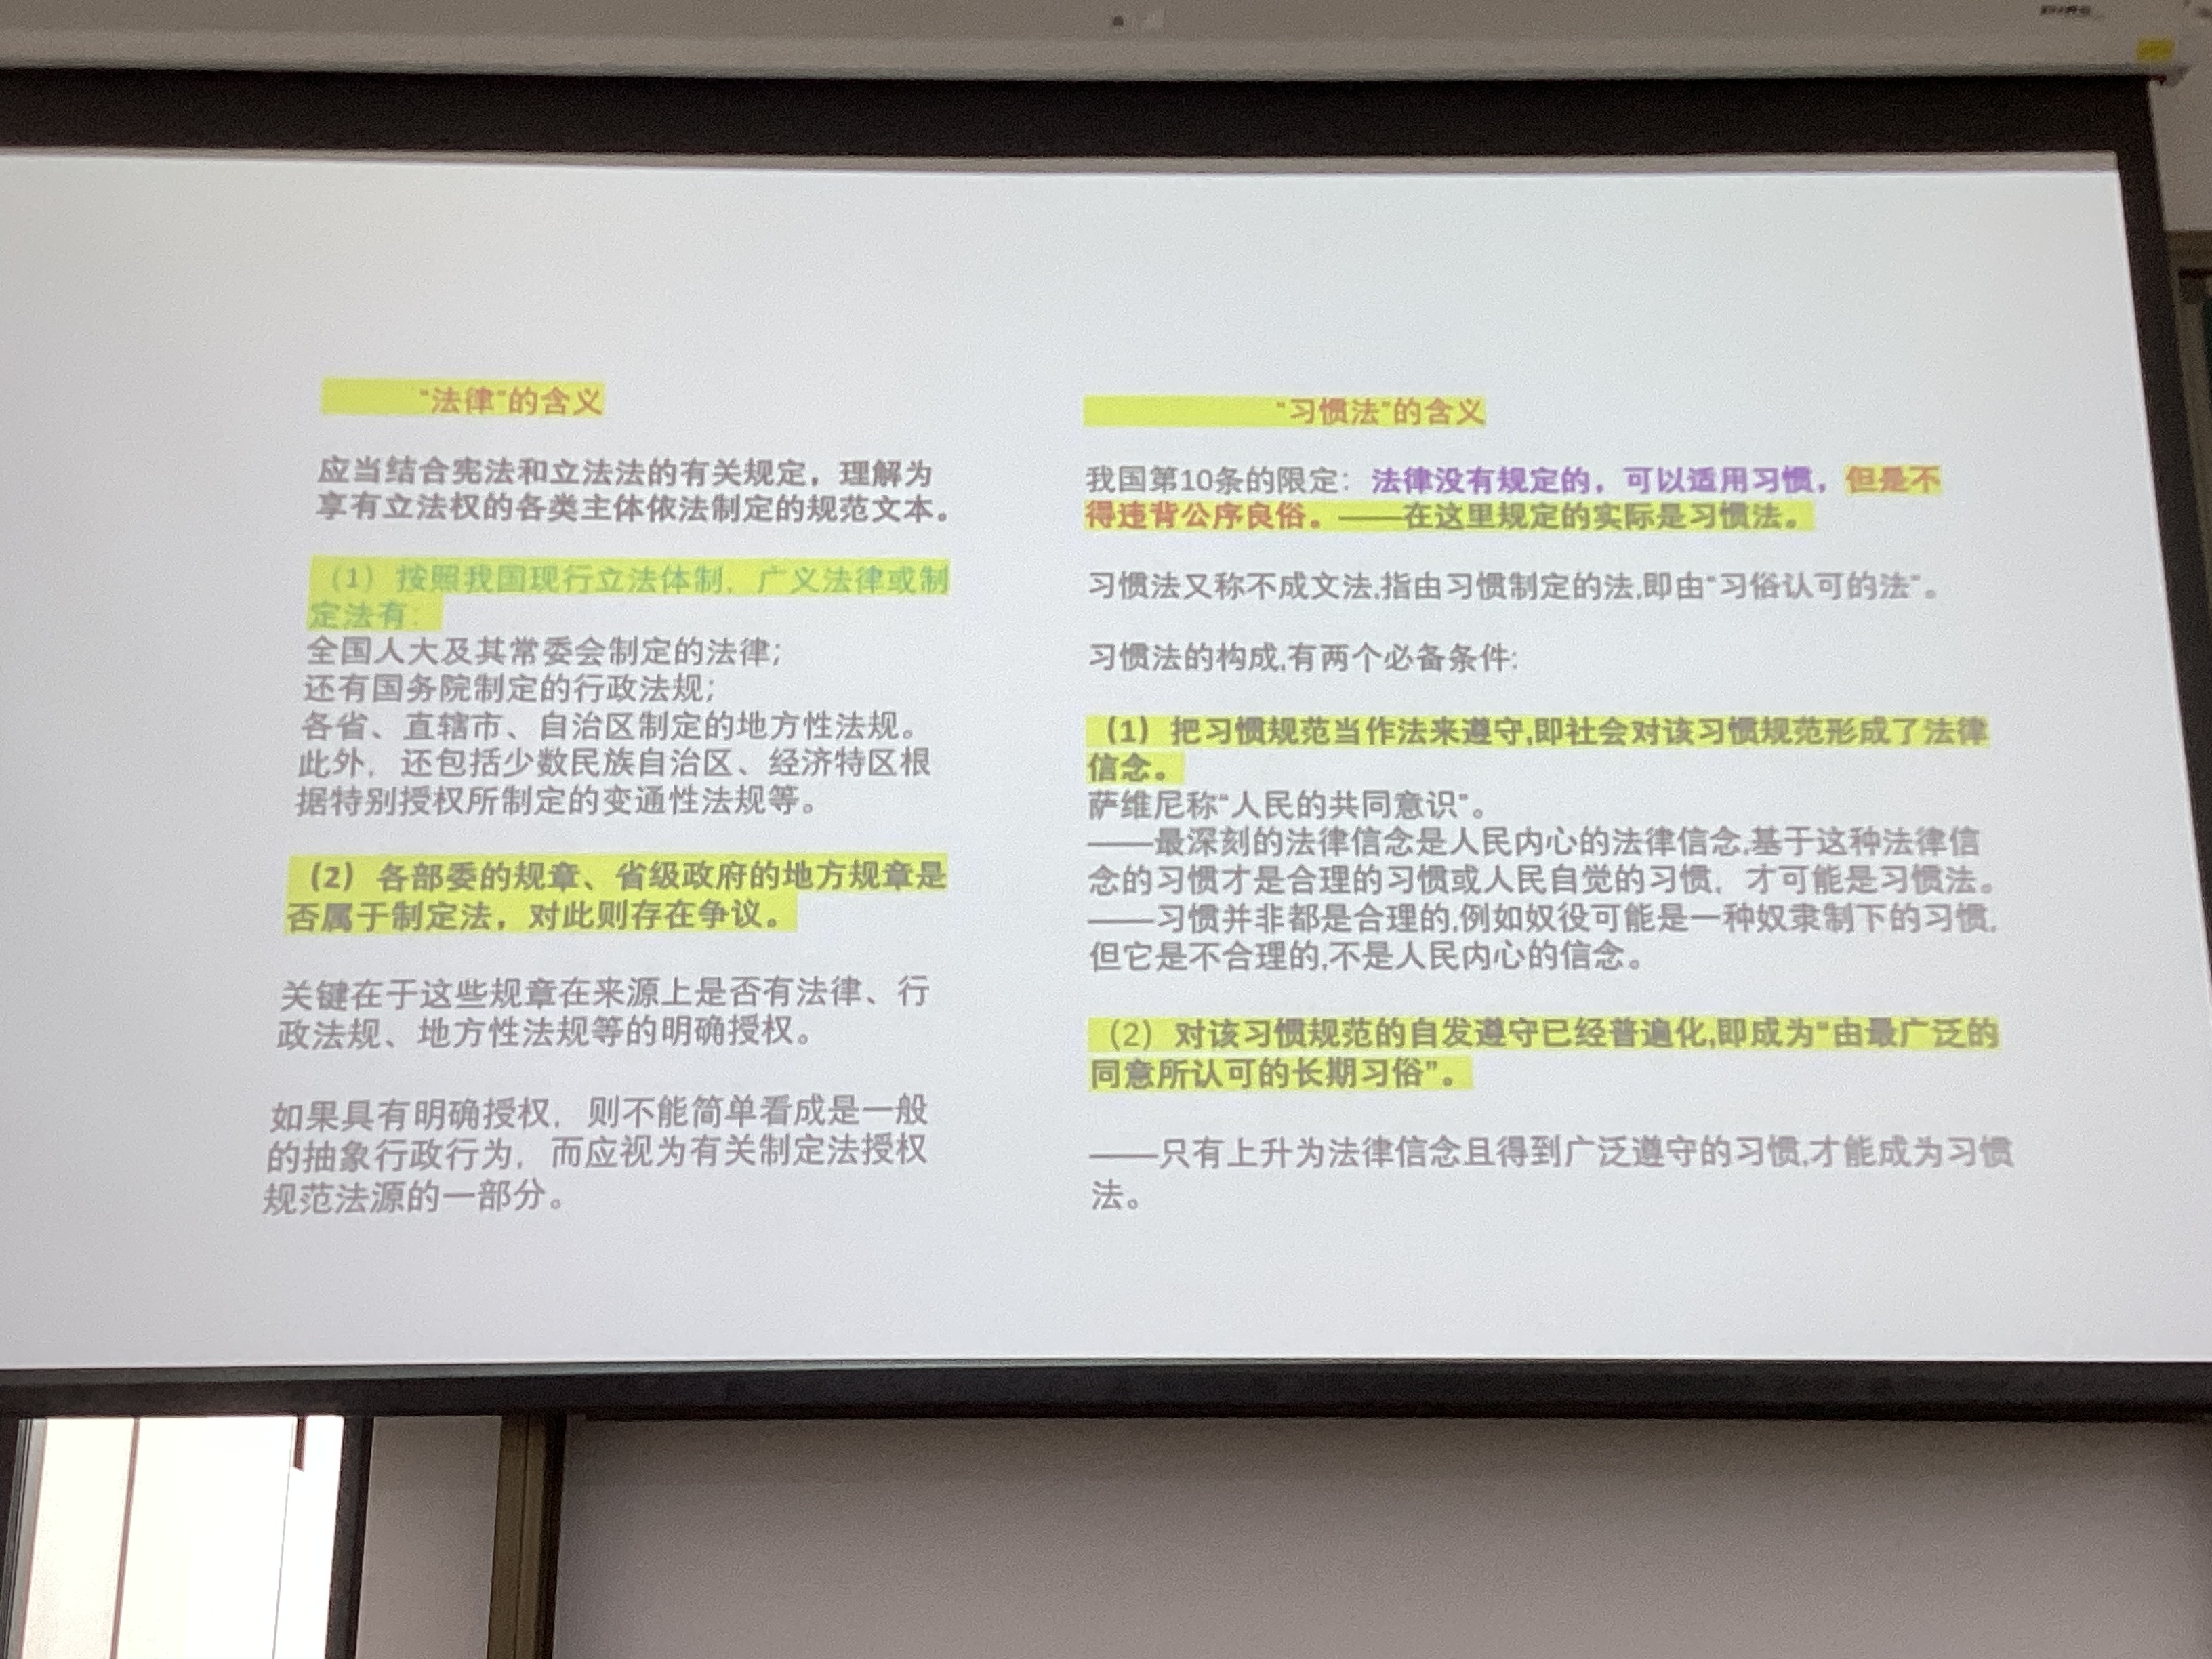 “法律”的含义
应当结合宪法和立法法的有关规定，理解为
享有立法权的各类主体依法制定的规范文本。
（1）按照我国现行立法体制，广义法律或制
定法有：
全国人大及其常委会制定的法律；
还有国务院制定的行政法规；
各省、直辖市、自治区制定的地方性法规。
此外，还包括少数民族自治区、经济特区根
据特别授权所制定的变通性法规等。
（2）各部委的规章、省级政府的地方规章是
否属于制定法，对此则存在争议。
关键在于这些规章在来源上是否有法律、行
政法规、地方性法规等的明确授权。
如果具有明确授权，则不能简单看成是一般
的抽象行政行为，而应视为有关制定法授权
规范法源的一部分。
“习惯法”的含义
我国第10条的限定：法律没有规定的，可以适用习惯，但是不
得违背公序良俗。——在这里规定的实际是习惯法。
习惯法又称不成文法,指由习惯制定的法,即由“习俗认可的法”。
习惯法的构成,有两个必备条件:
（1）把习惯规范当作法来遵守,即社会对该习惯规范形成了法律
信念。
萨维尼称“人民的共同意识”。
——最深刻的法律信念是人民内心的法律信念,基于这种法律信
念的习惯才是合理的习惯或人民自觉的习惯，才可能是习惯法。
——习惯并非都是合理的,例如奴役可能是一种奴隶制下的习惯,
但它是不合理的,不是人民内心的信念。
（2）对该习惯规范的自发遵守已经普遍化,即成为“由最广泛的
同意所认可的长期习俗”。
——只有上升为法律信念且得到广泛遵守的习惯,才能成为习惯
法。